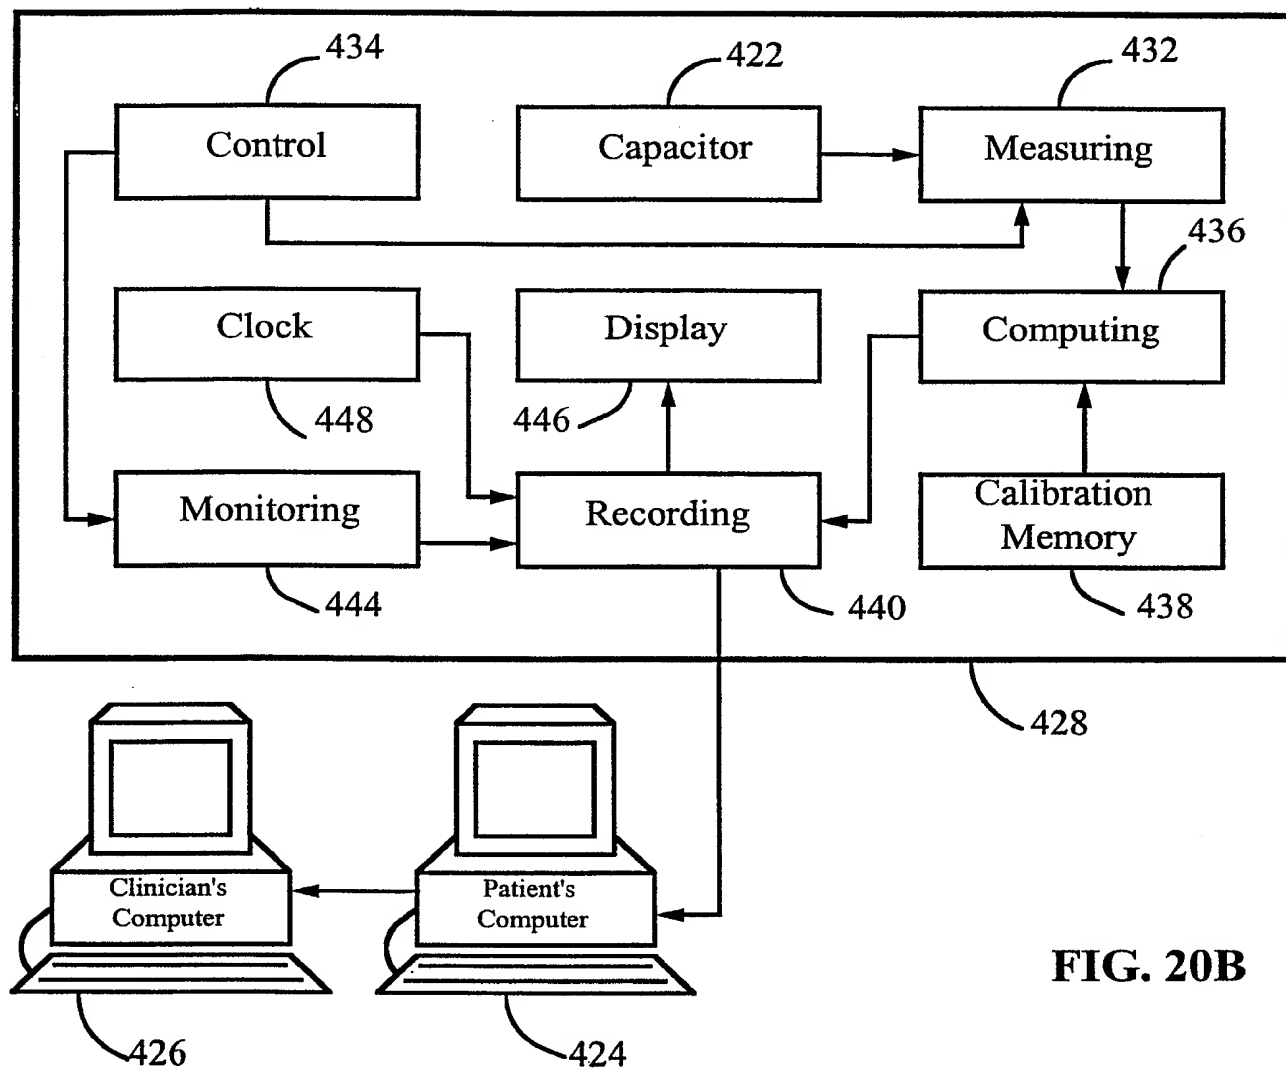 434
422
432
Control
Capacitor
Measuring
436
Clock
Display
Computing
448
446
Monitoring
Recording
Calibration
Memory
444
440
438
428
Clinician's
Computer
Patient's
Computer
FIG. 20B
426
424